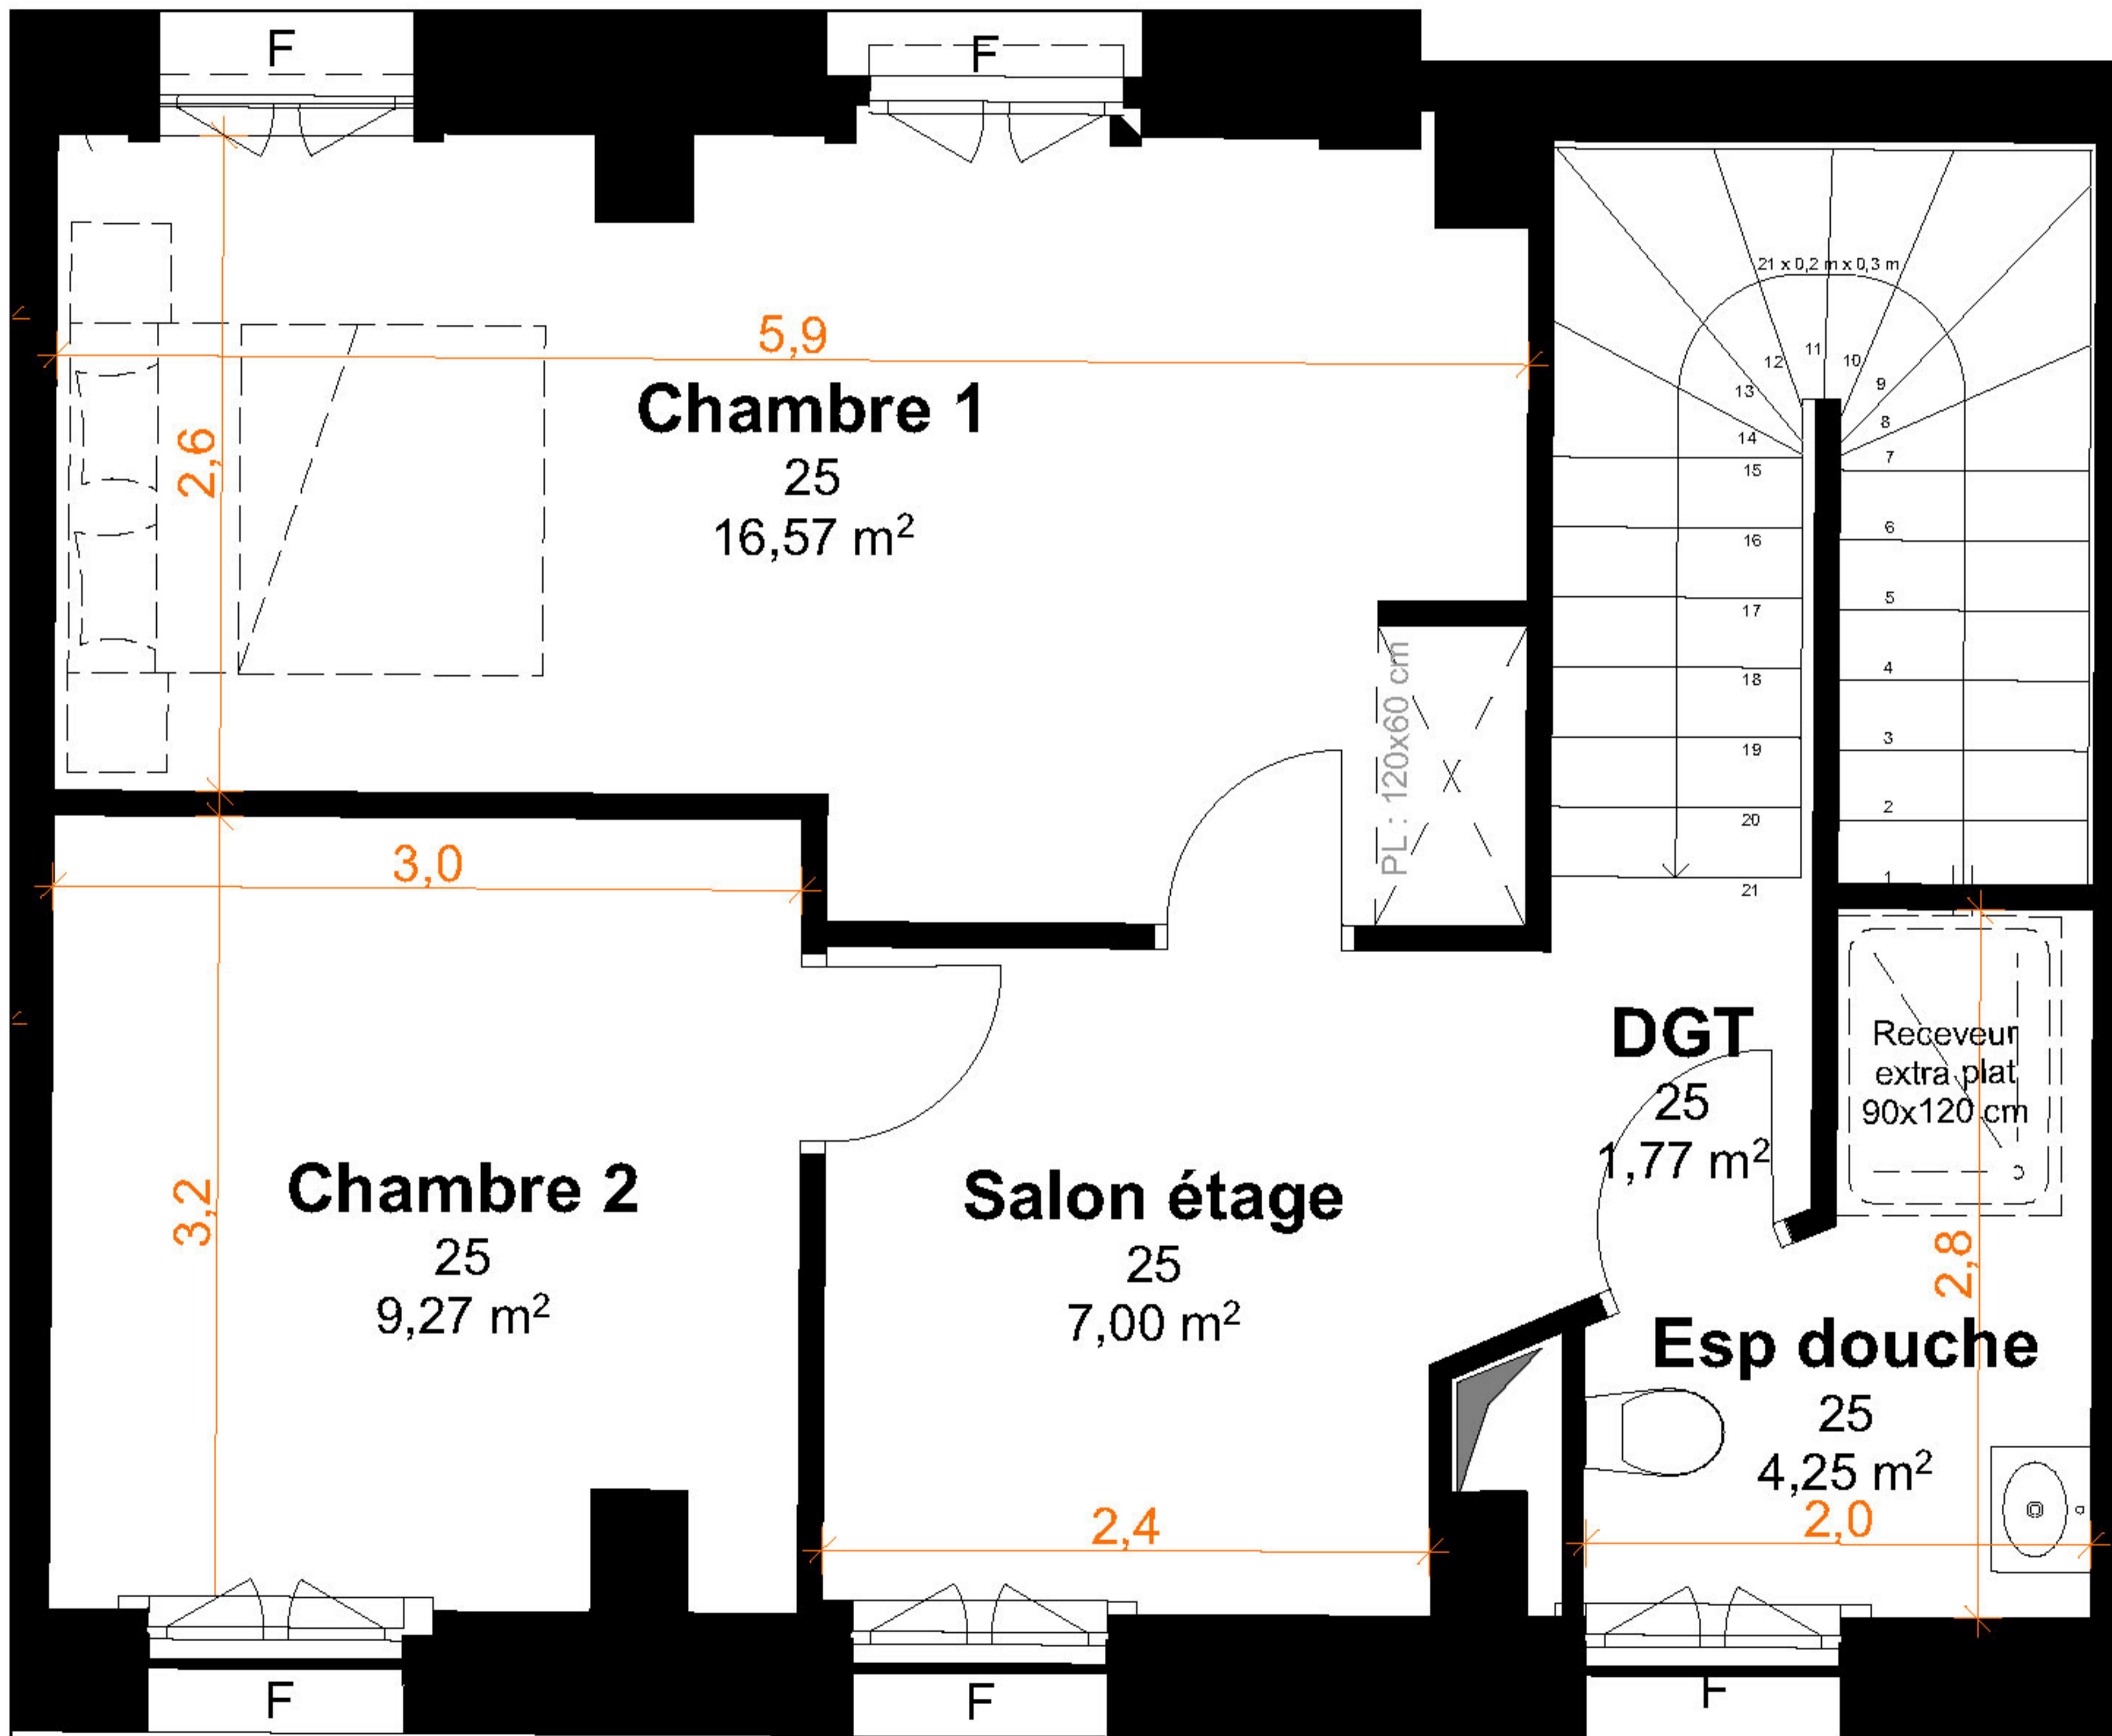 F
F
21 x 0,2 m x 0,3 m
5,9
Chambre 1
25
16,57 m²
2,6
12
11
10
13
9
14
8
15
7
16
6
17
5
18
4
19
3
20
2
21
1
PL : 120x60 cm
3,0
DGT
25
1,77 m²
Receveur
extra plat
90x120 cm
Chambre 2
25
9,27 m²
3,2
Salon étage
25
7,00 m²
2,8
Esp douche
25
4,25 m²
2,4
2,0
F
F
F